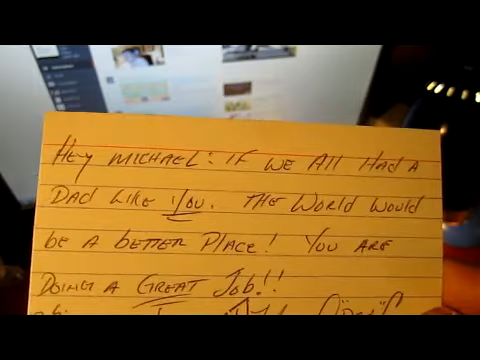 Hey MICHAEL: IF WE All Had A
DAD LIKE YOU. THE WORLD WOULD
be A better PLACE! YOU ARE
DOING A GREAT Job!!